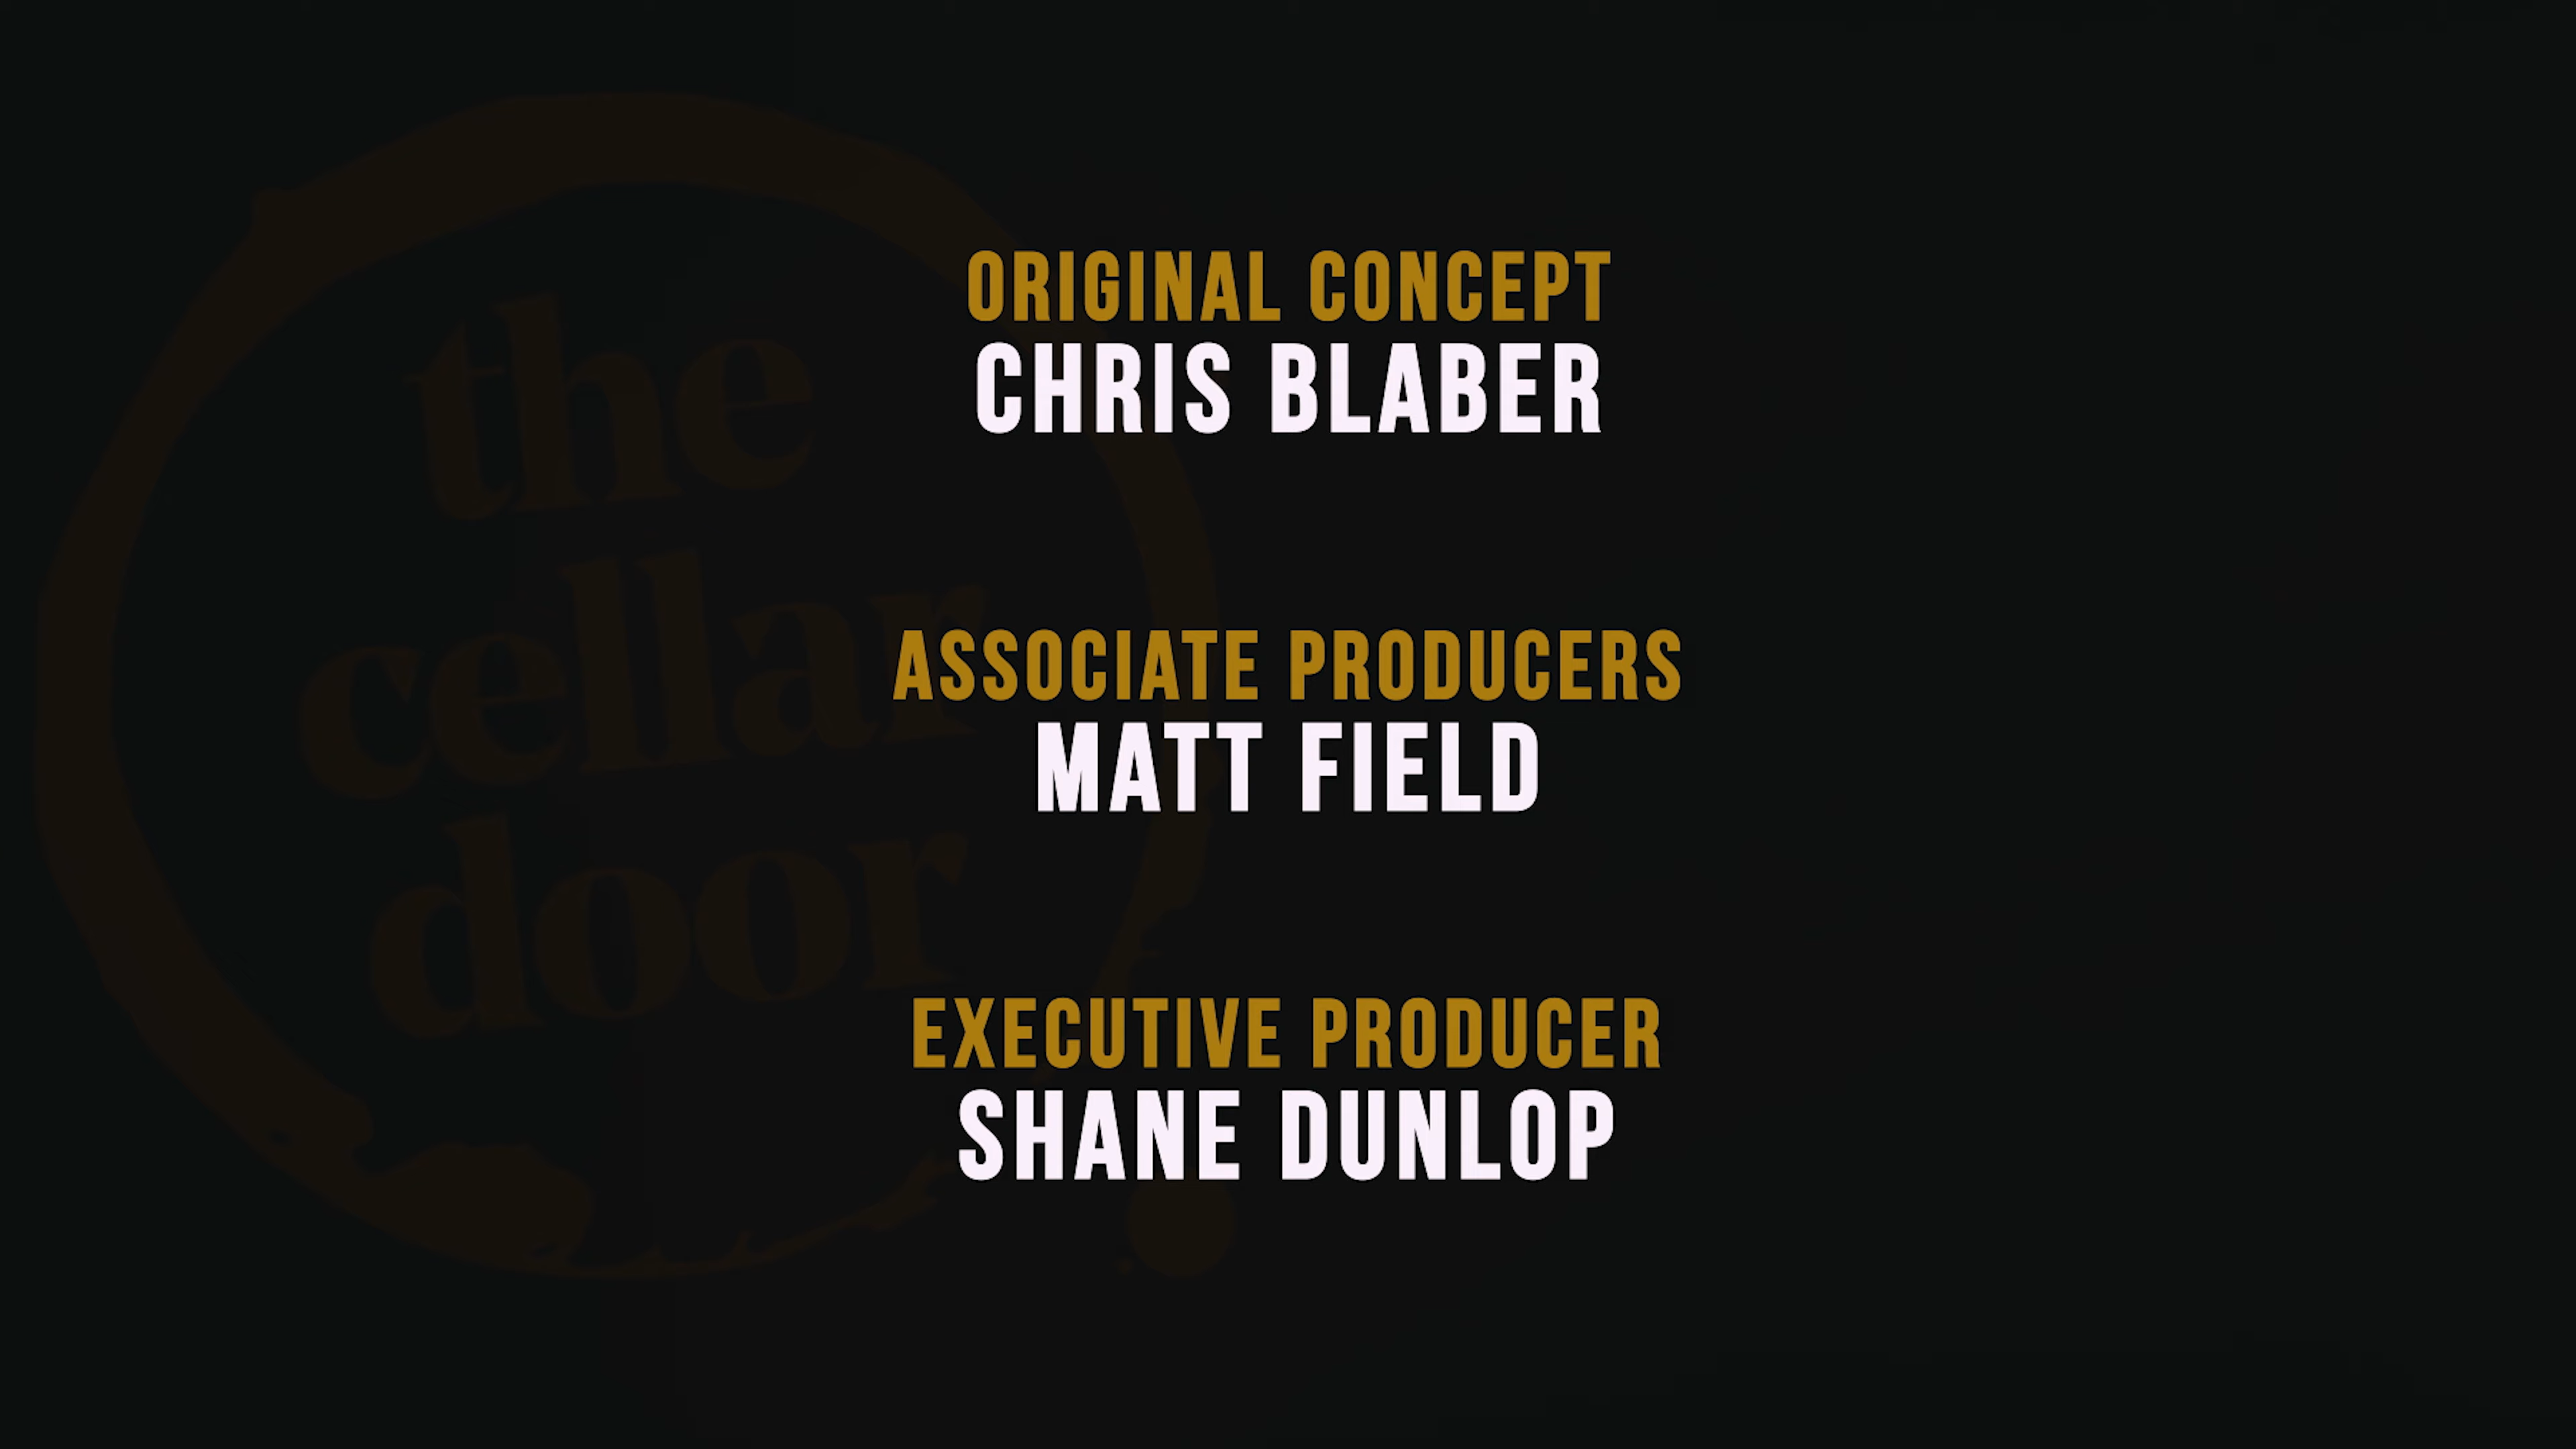 the
cellar
door
ORIGINAL CONCEPT
CHRIS BLABER
ASSOCIATE PRODUCERS
MATT FIELD
EXECUTIVE PRODUCER
SHANE DUNLOP